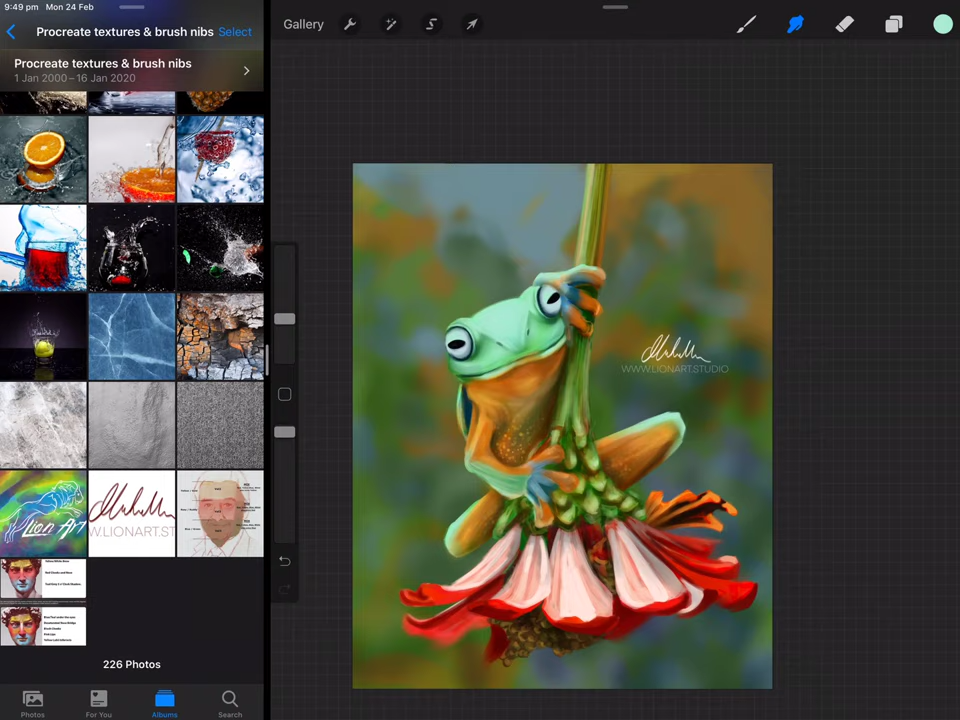 9:49 pm Mon 24 Feb
Procreate textures & brush nibs Select
Procreate textures & brush nibs
1 Jan 2000 – 16 Jan 2020
Lion Art
W.LIONART.ST
226 Photos
Photos
For You
Albums
Search
Gallery
WWW.LIONART.STUDIO